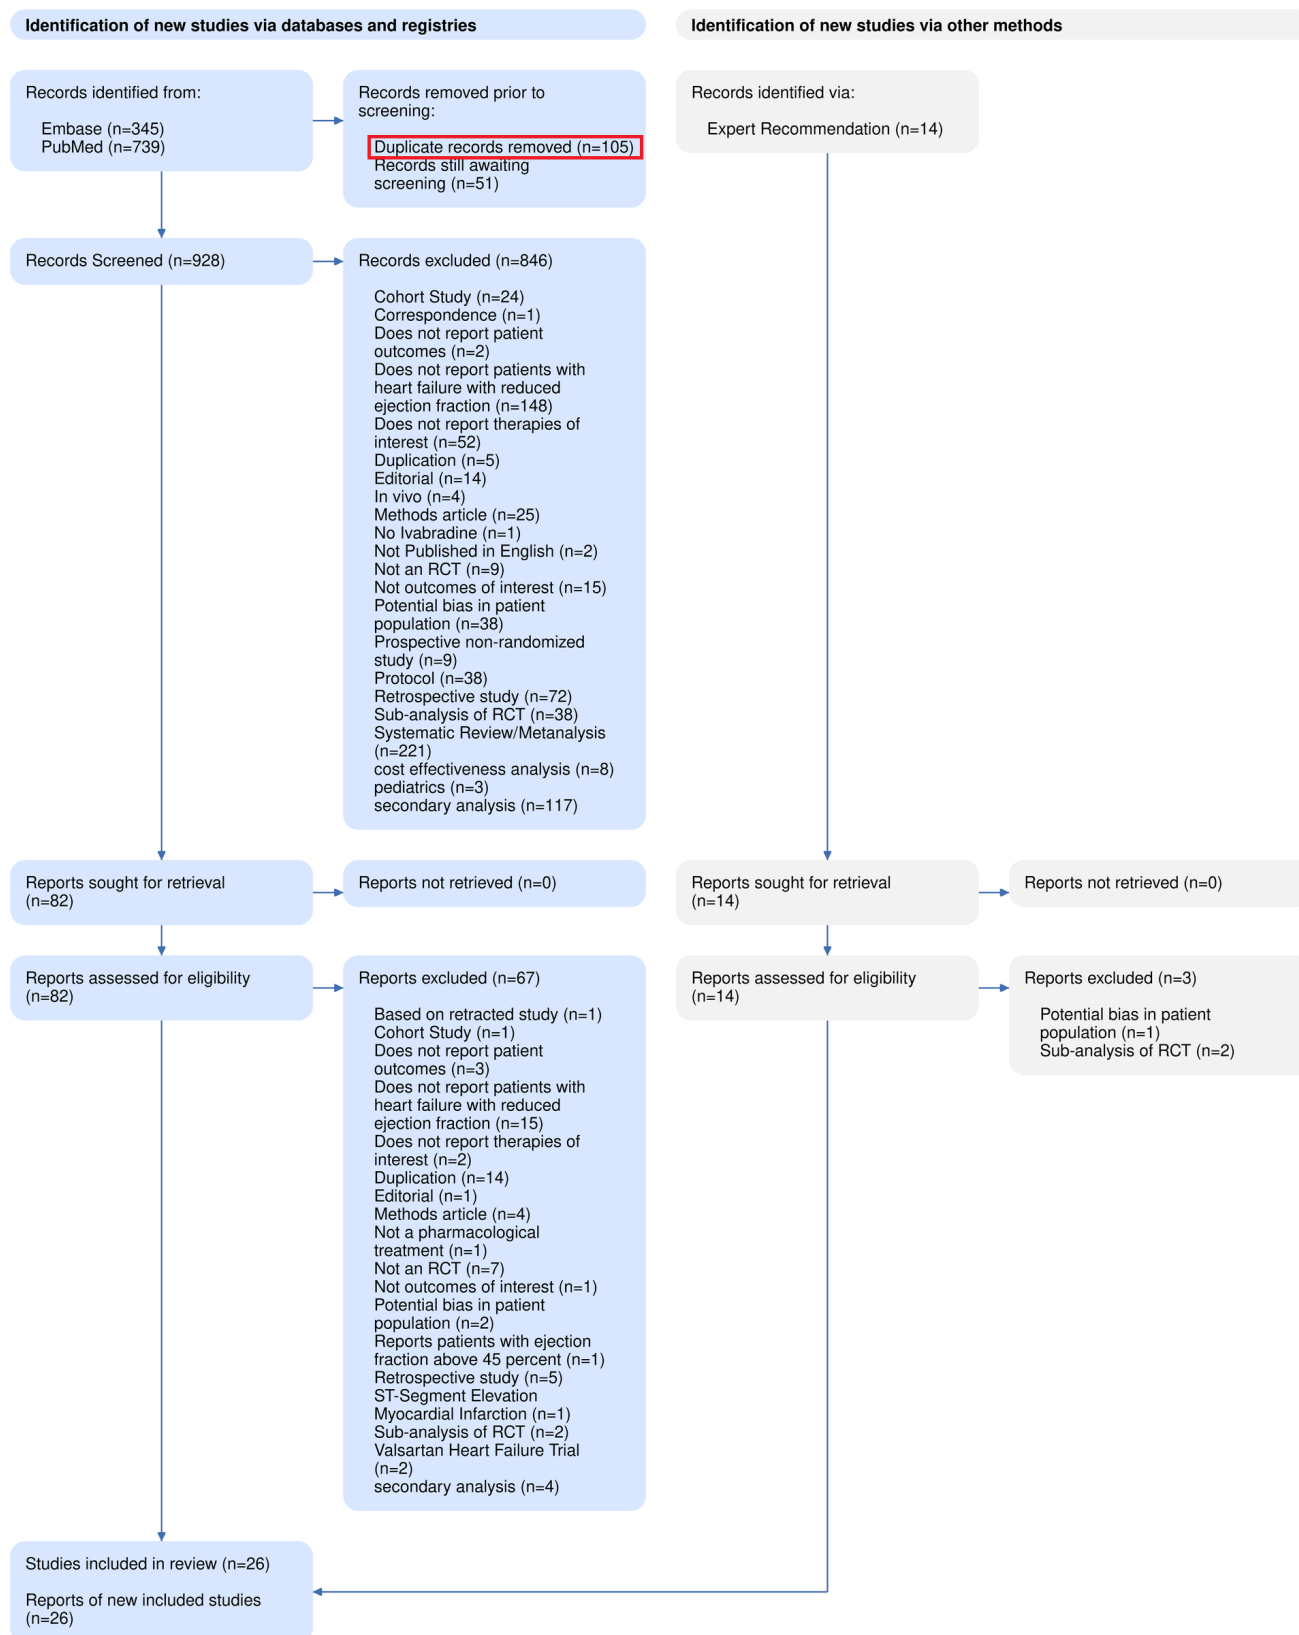 Identification of new studies via databases and registries
Identification of new studies via other methods
Records identified from:
Embase (n=345)
PubMed (n=739)
Records removed prior to
screening:
Duplicate records removed (n=105)
Records still awaiting
screening (n=51)
Records identified via:
Expert Recommendation (n=14)
Records Screened (n=928)
Records excluded (n=846)
Cohort Study (n=24)
Correspondence (n=1)
Does not report patient
outcomes (n=2)
Does not report patients with
heart failure with reduced
ejection fraction (n=148)
Does not report therapies of
interest (n=52)
Duplication (n=5)
Editorial (n=14)
In vivo (n=4)
Methods article (n=25)
No Ivabradine (n=1)
Not Published in English (n=2)
Not an RCT (n=9)
Not outcomes of interest (n=15)
Potential bias in patient
population (n=38)
Prospective non-randomized
study (n=9)
Protocol (n=38)
Retrospective study (n=72)
Sub-analysis of RCT (n=38)
Systematic Review/Metanalysis
(n=221)
cost effectiveness analysis (n=8)
pediatrics (n=3)
secondary analysis (n=117)
Reports sought for retrieval
(n=82)
Reports not retrieved (n=0)
Reports sought for retrieval
(n=14)
Reports not retrieved (n=0)
Reports assessed for eligibility
(n=82)
Reports excluded (n=67)
Based on retracted study (n=1)
Cohort Study (n=1)
Does not report patient
outcomes (n=3)
Does not report patients with
heart failure with reduced
ejection fraction (n=15)
Does not report therapies of
interest (n=2)
Duplication (n=14)
Editorial (n=1)
Methods article (n=4)
Not a pharmacological
treatment (n=1)
Not an RCT (n=7)
Not outcomes of interest (n=1)
Potential bias in patient
population (n=2)
Reports patients with ejection
fraction above 45 percent (n=1)
Retrospective study (n=5)
ST-Segment Elevation
Myocardial Infarction (n=1)
Sub-analysis of RCT (n=2)
Valsartan Heart Failure Trial
(n=2)
secondary analysis (n=4)
Reports assessed for eligibility
(n=14)
Reports excluded (n=3)
Potential bias in patient
population (n=1)
Sub-analysis of RCT (n=2)
Studies included in review (n=26)
Reports of new included studies
(n=26)